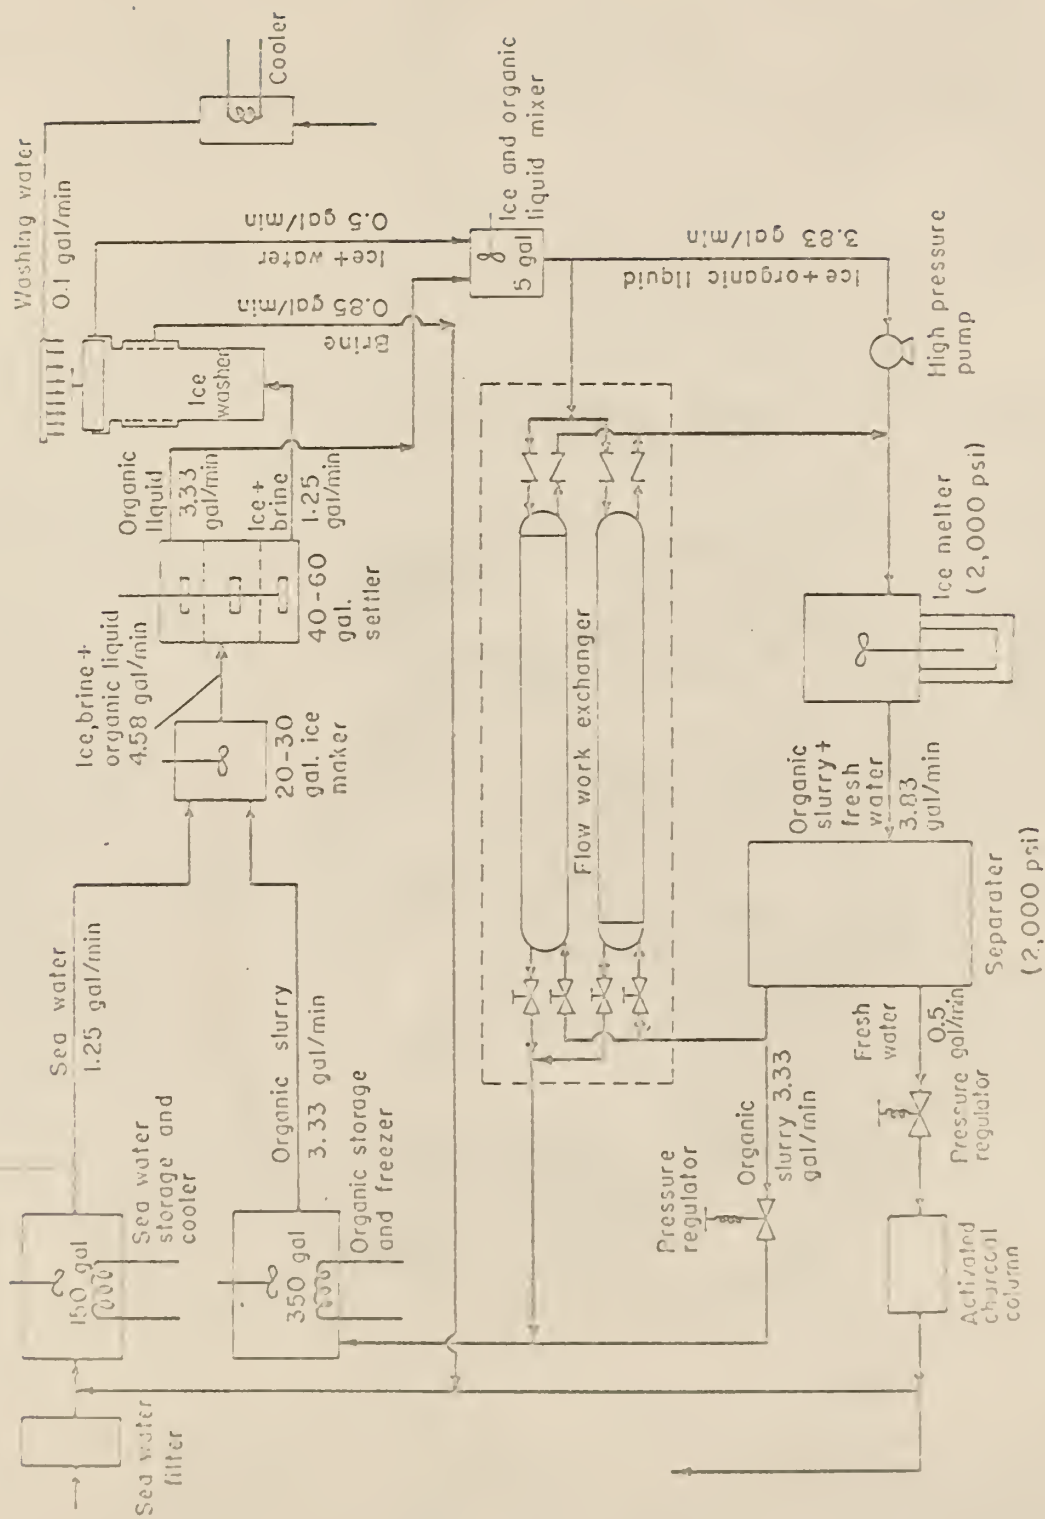 Sea water
filter
150 gal
Sea water
storage and
cooler
Sea water
1.25 gal/min
350 gal
Organic storage
and freezer
Organic slurry
3.33 gal/min
20-30
gal. ice
maker
Ice, brine +
organic liquid
4.58 gal/min
40-60
gal.
settler
Organic
liquid
3.33
gal/min
Ice +
brine
1.25
gal/min
Ice
washer
Washing water
0.1 gal/min
Cooler
Brine
0.85 gal/min
Ice + water
0.5 gal/min
5 gal
Ice and organic
liquid mixer
Ice + organic liquid
3.83 gal/min
High pressure
pump
Flow work exchanger
Ice melter
(2,000 psi)
Organic
slurry +
fresh
water
3.83
gal/min
Separater
(2,000 psi)
Organic
slurry 3.33
gal/min
Pressure
regulator
Fresh
water
0.5
gal/min
Pressure
regulator
Activated
charcoal
column